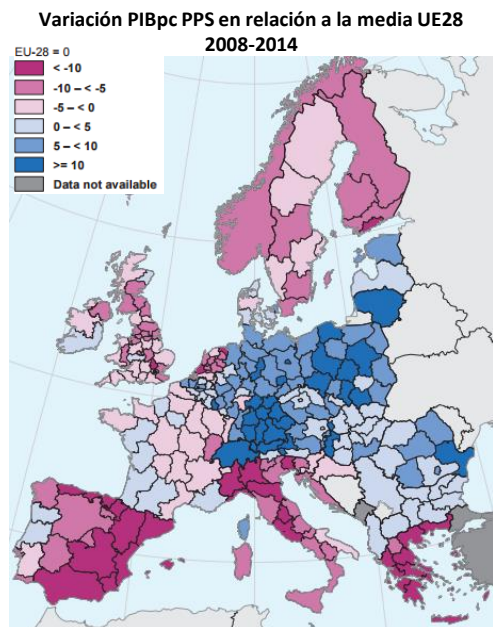 Variación PIBpc PPS en relación a la media UE28
2008-2014
EU-28 = 0
< -10
-10 – < -5
-5 – < 0
0 – < 5
5 – < 10
>= 10
Data not available